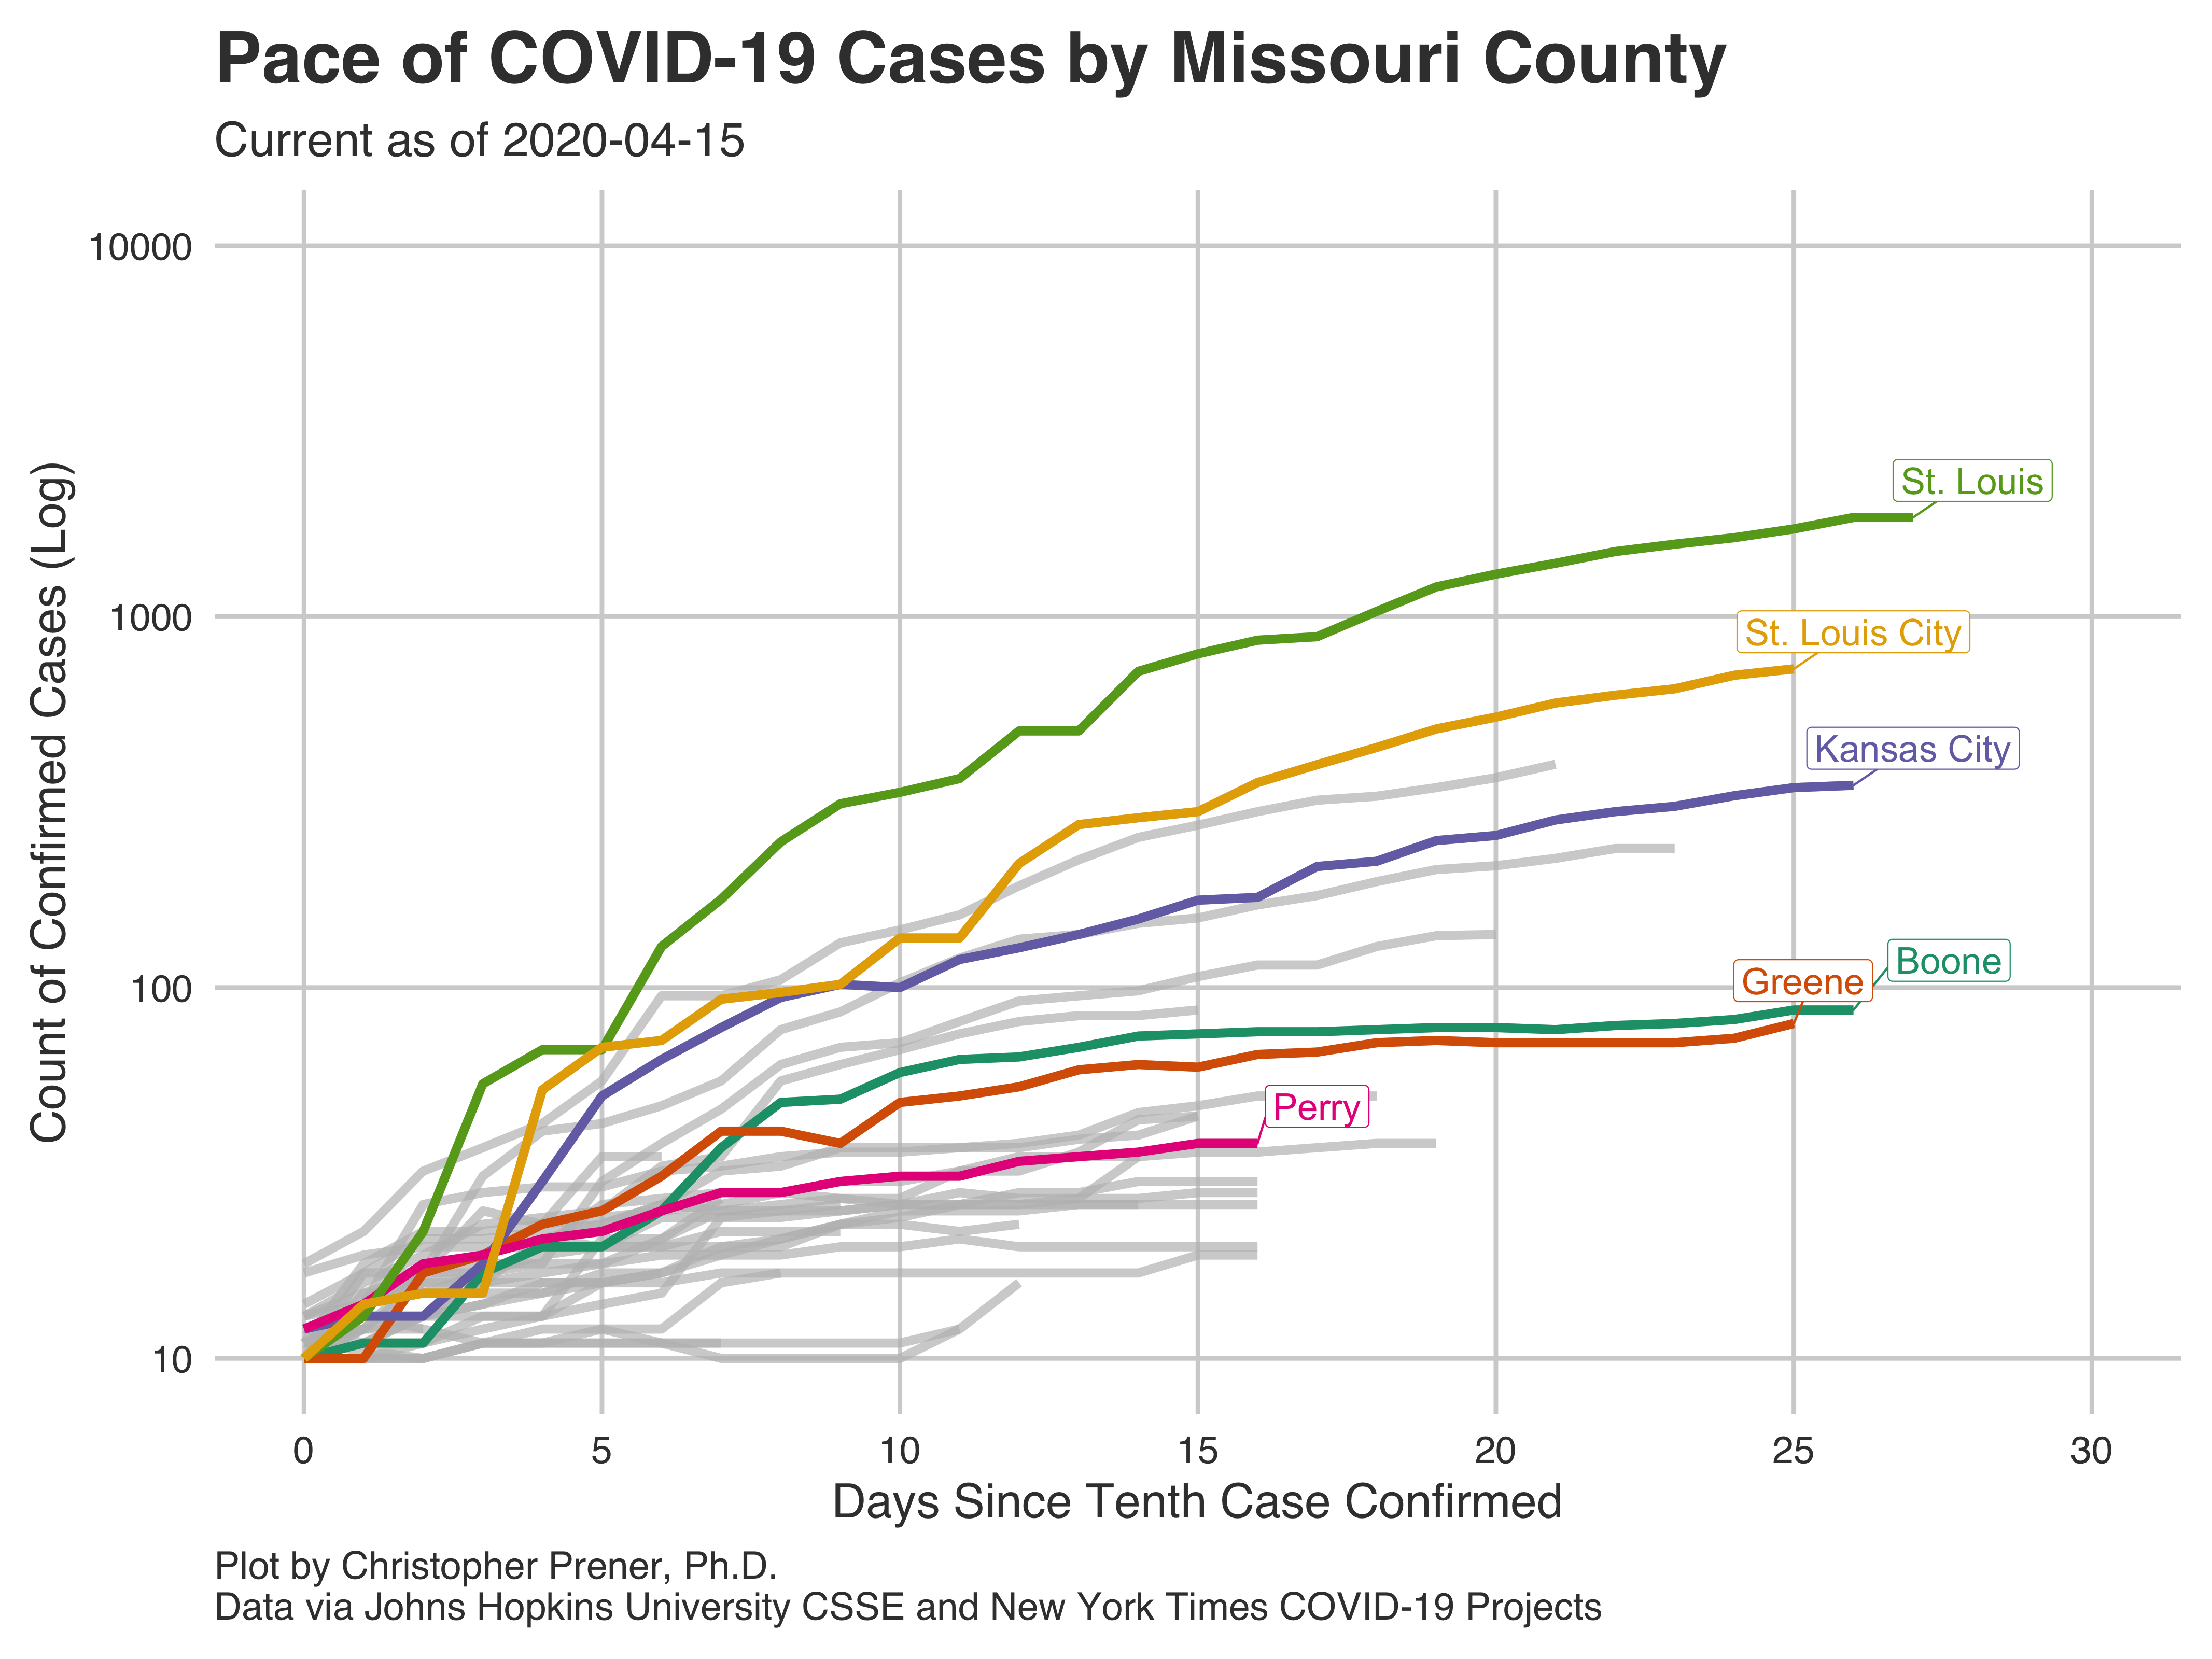 Pace of COVID-19 Cases by Missouri County
Current as of 2020-04-15
Count of Confirmed Cases (Log)
10000
1000
100
10
St. Louis
St. Louis City
Kansas City
Boone
Greene
Perry
0 5 10 15 20 25 30
Days Since Tenth Case Confirmed
Plot by Christopher Prener, Ph.D.
Data via Johns Hopkins University CSSE and New York Times COVID-19 Projects